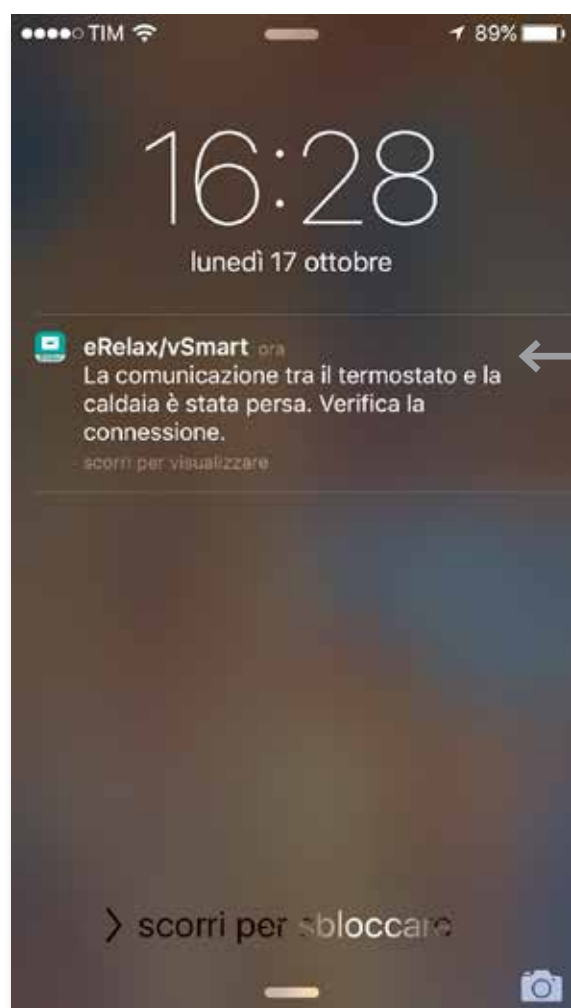 TIM 89%
16:28
lunedì 17 ottobre
eRelax/vSmart ora
La comunicazione tra il termostato e la
caldaia è stata persa. Verifica la
connessione.
scorri per visualizzare
scorri per sbloccare